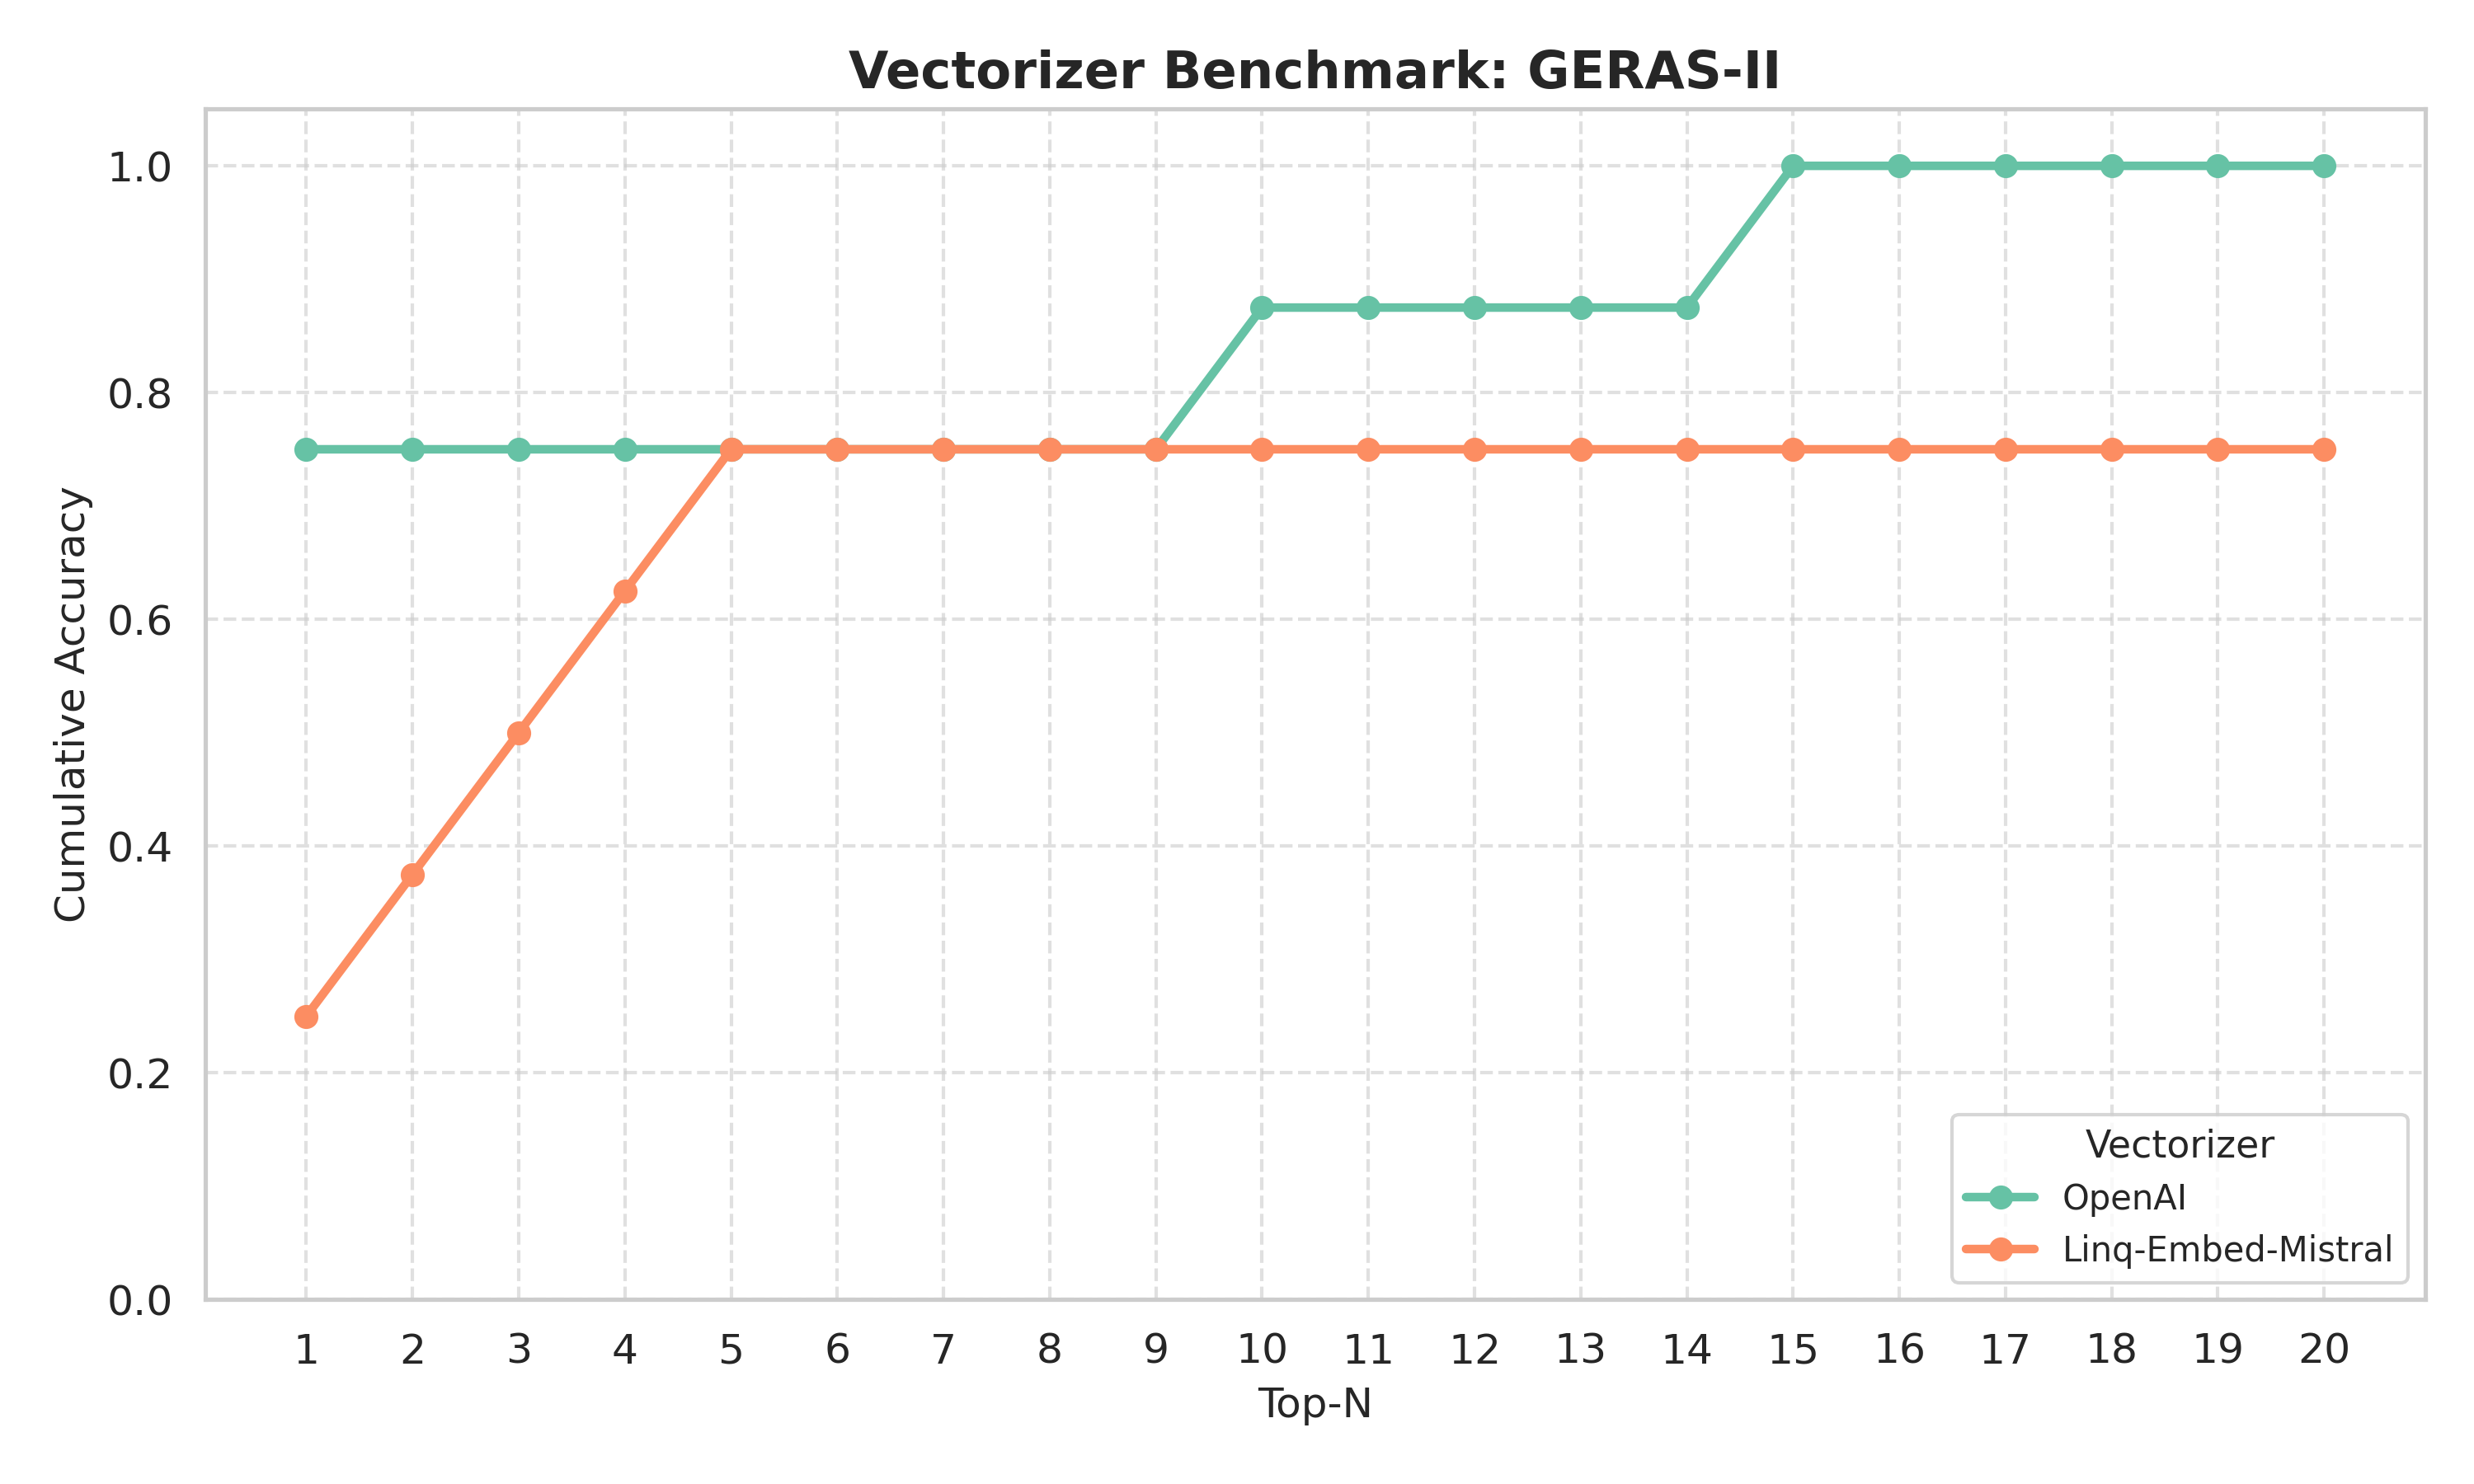 Vectorizer Benchmark: GERAS-II
1.0
0.8
0.6
0.4
0.2
0.0
Cumulative Accuracy
1 2 3 4 5 6 7 8 9 10 11 12 13 14 15 16 17 18 19 20
Top-N
Vectorizer
OpenAI
Linq-Embed-Mistral